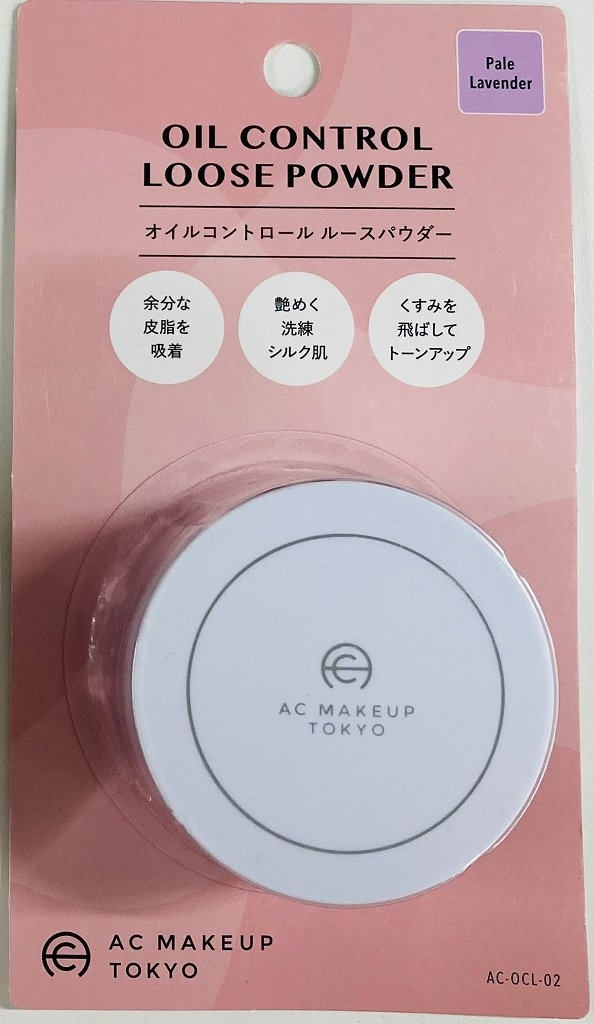 Pale
Lavender
OIL CONTROL
LOOSE POWDER
オイルコントロール ルースパウダー
余分な
皮脂を
吸着
艶めく
洗練
シルク肌
くすみを
飛ばして
トーンアップ
AC MAKEUP
TOKYO
AC MAKEUP
TOKYO
AC-OCL-02